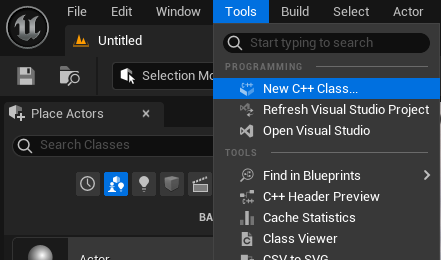 File Edit Window Tools Build Select Actor
Untitled
Start typing to search
PROGRAMMING
Selection Mo
New C++ Class...
Place Actors
Refresh Visual Studio Project
Open Visual Studio
Search Classes
TOOLS
Find in Blueprints
C++ Header Preview
BA
Cache Statistics
Class Viewer
Actor
CSV to SVG